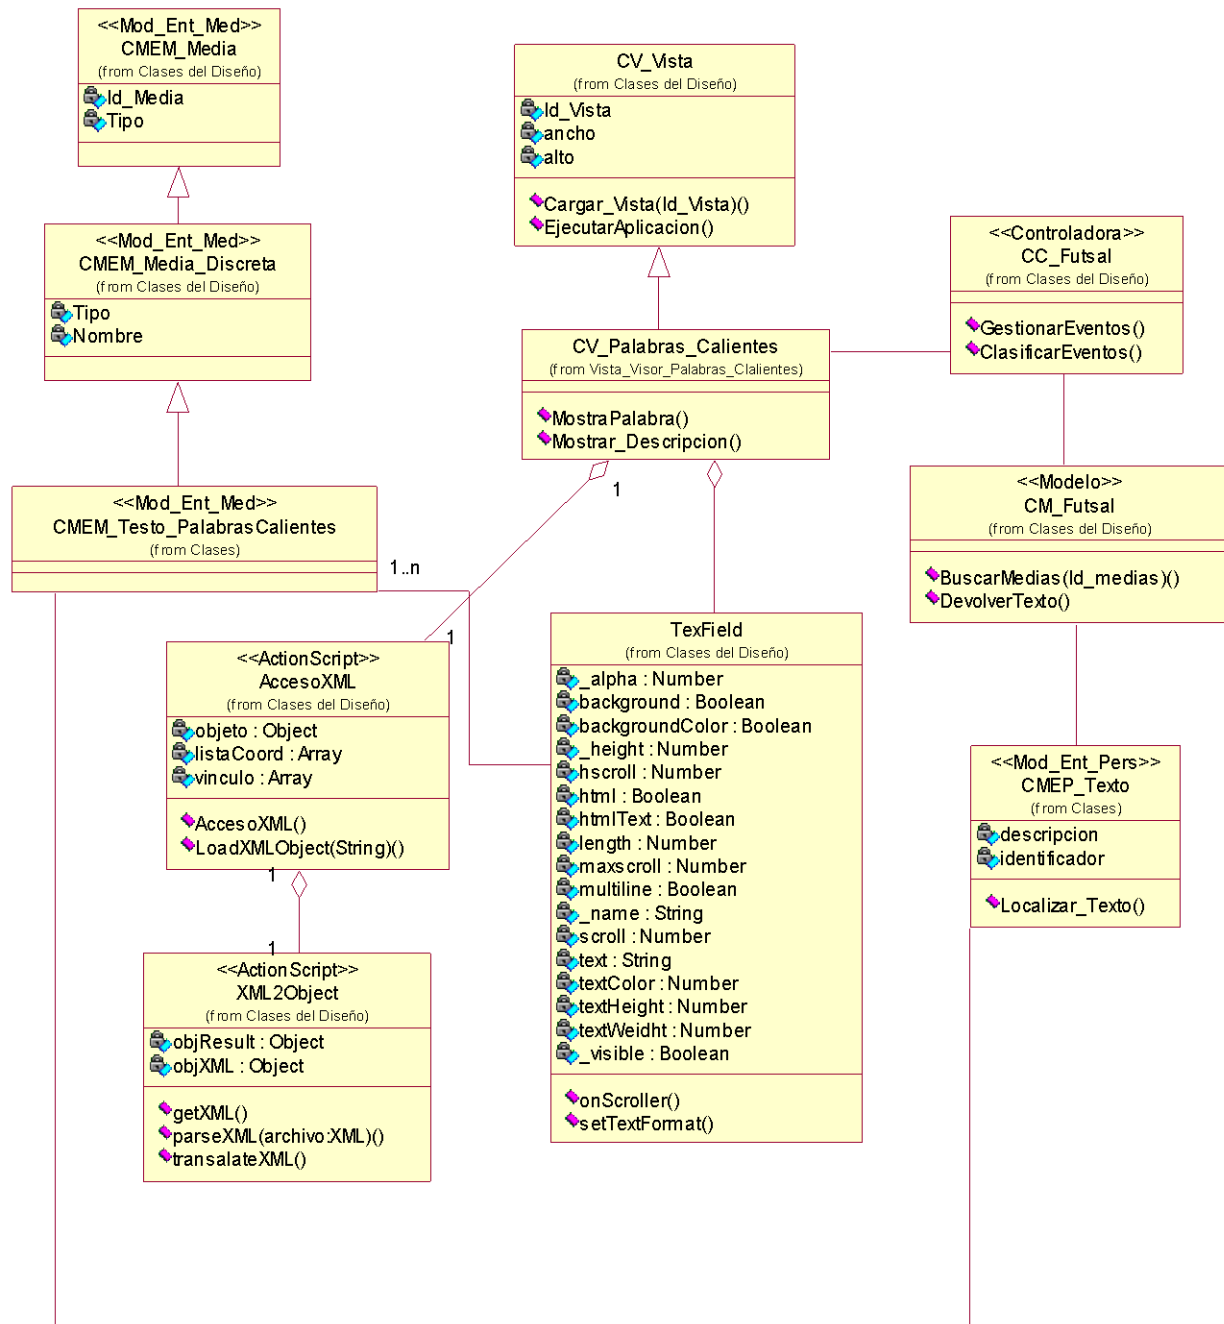 <<Mod_Ent_Med>>
CMEM_Media
(from Clases del Diseño)
Id_Media
Tipo
CV_Vista
(from Clases del Diseño)
Id_Vista
ancho
alto
Cargar_Vista(Id_Vista)()
EjecutarAplicacion()
<<Mod_Ent_Med>>
CMEM_Media_Discreta
(from Clases del Diseño)
Tipo
Nombre
<<Controladora>>
CC_Futsal
(from Clases del Diseño)
GestionarEventos()
ClasificarEventos()
CV_Palabras_Calientes
(from Vista_Visor_Palabras_Clalientes)
MostraPalabra()
Mostrar_Descripcion()
<<Modelo>>
CM_Futsal
(from Clases del Diseño)
BuscarMedias(Id_medias)()
DevolverTexto()
<<Mod_Ent_Med>>
CMEM_Testo_PalabrasCalientes
(from Clases)
1
1..n
1
<<ActionScript>>
AccesoXML
(from Clases del Diseño)
objeto : Object
listaCoord : Array
vinculo : Array
AccesoXML()
LoadXMLObject(String)()
1
1
TexField
(from Clases del Diseño)
_alpha : Number
background : Boolean
backgroundColor : Boolean
_height : Number
hscroll : Number
html : Boolean
htmlText : Boolean
length : Number
maxscroll : Number
multiline : Boolean
_name : String
scroll : Number
text : String
textColor : Number
textHeight : Number
textWeidht : Number
_visible : Boolean
onScroller()
setTextFormat()
<<Mod_Ent_Pers>>
CMEP_Texto
(from Clases)
descripcion
identificador
Localizar_Texto()
<<ActionScript>>
XML2Object
(from Clases del Diseño)
objResult : Object
objXML : Object
getXML()
parseXML(archivo:XML)()
transalateXML()